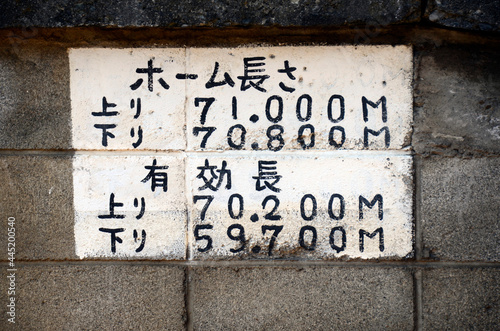 ホーム長さ
上り 71.000M
下り 70.800M
有効長
上り 70.200M
下り 59.700M
#445200540